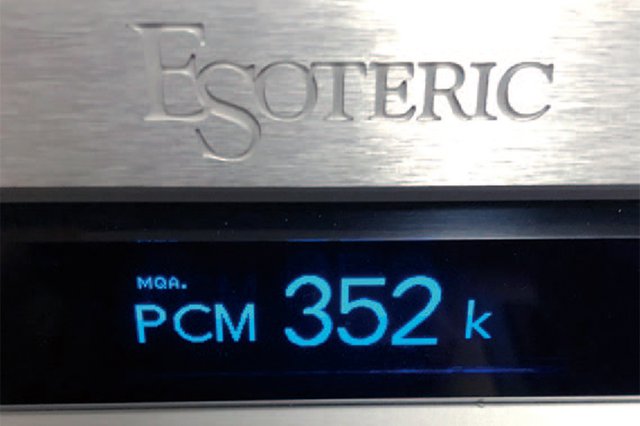 ESOTERIC
MQA.
PCM 352 k